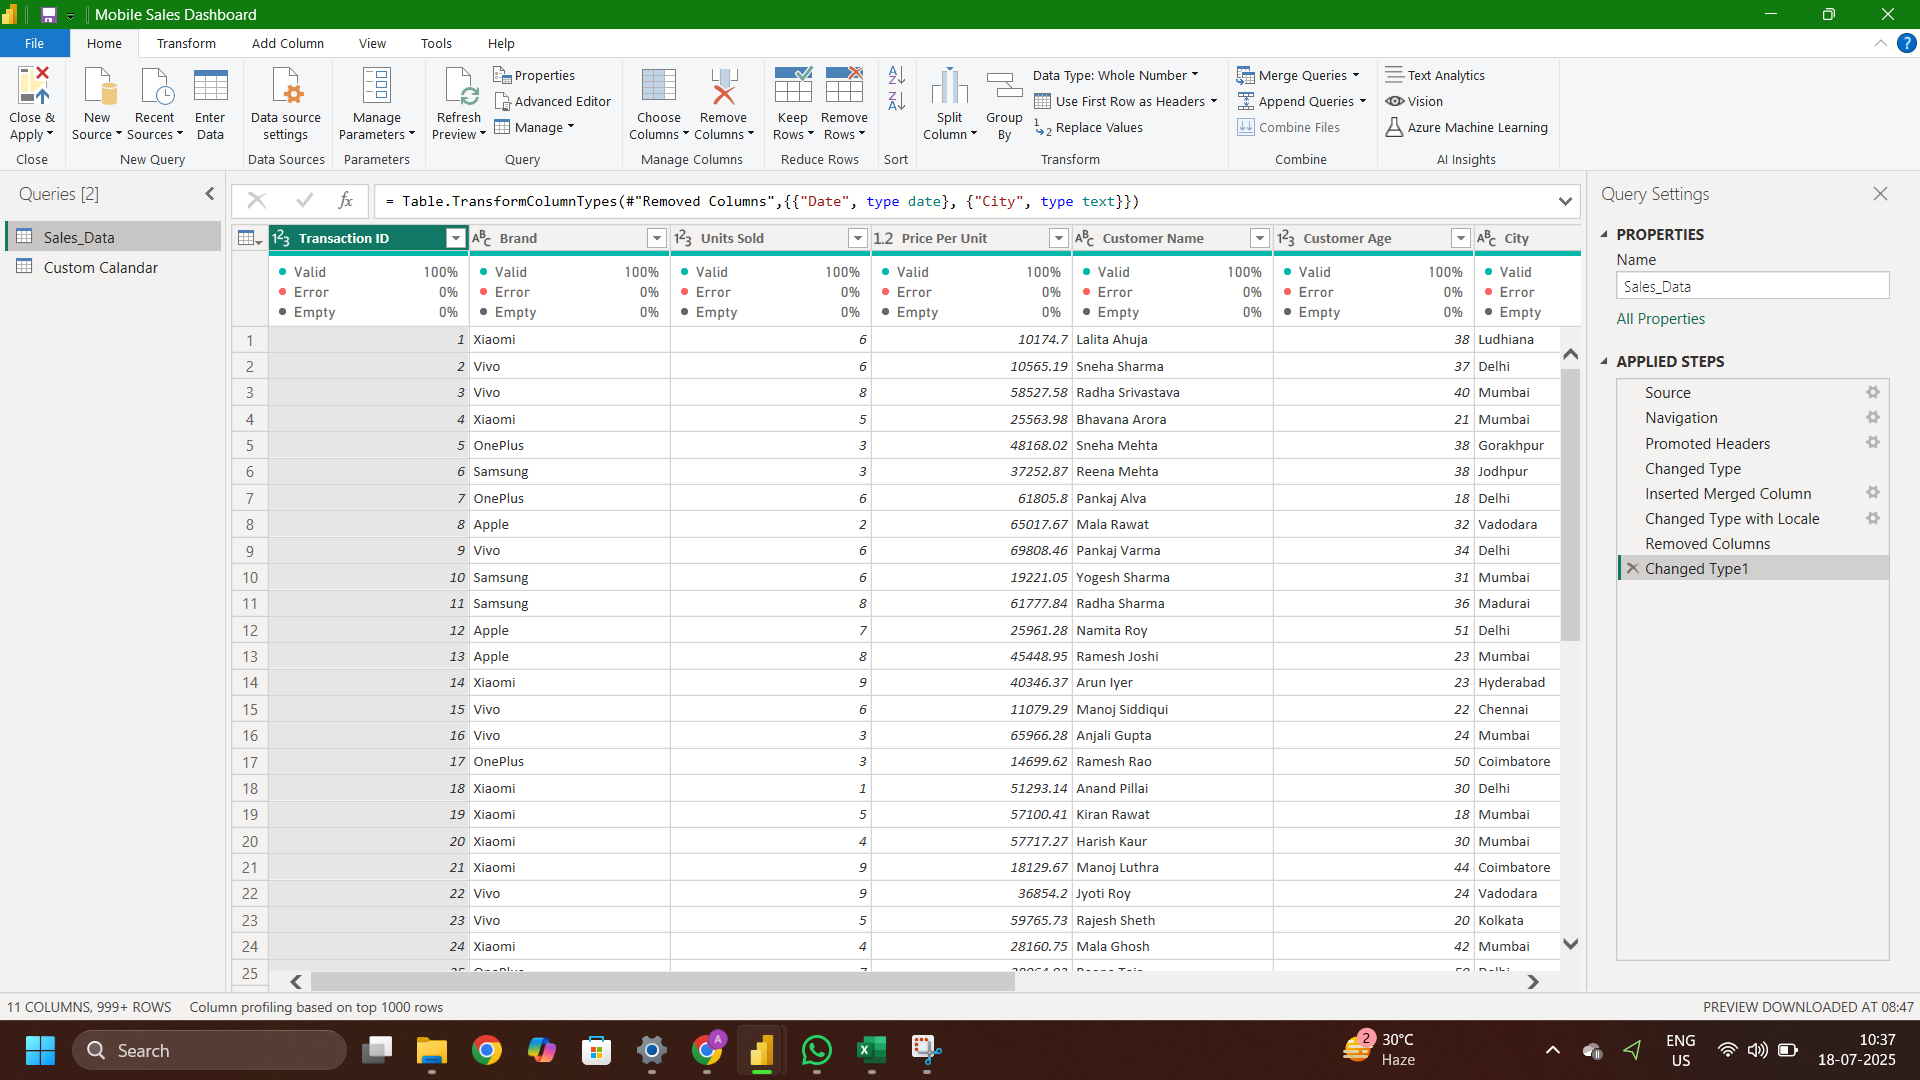 Mobile Sales Dashboard
File Home Transform Add Column View Tools Help
Close & Apply
Close
New Source
Recent Sources
Enter Data
New Query
Data source settings
Data Sources
Manage Parameters
Parameters
Refresh Preview
Properties
Advanced Editor
Manage
Query
Choose Columns
Remove Columns
Manage Columns
Keep Rows
Remove Rows
Reduce Rows
Sort
Split Column
Group By
Data Type: Whole Number
Use First Row as Headers
Replace Values
Transform
Merge Queries
Append Queries
Combine Files
Combine
Text Analytics
Vision
Azure Machine Learning
AI Insights
Queries [2]
Sales_Data
Custom Calandar
= Table.TransformColumnTypes(#"Removed Columns",{{"Date", type date}, {"City", type text}})
Transaction ID Brand Units Sold Price Per Unit Customer Name Customer Age City
Valid 100% Valid 100% Valid 100% Valid 100% Valid 100% Valid 100% Valid
Error 0% Error 0% Error 0% Error 0% Error 0% Error 0% Error
Empty 0% Empty 0% Empty 0% Empty 0% Empty 0% Empty 0% Empty
1 1 Xiaomi 6 10174.7 Lalita Ahuja 38 Ludhiana
2 2 Vivo 6 10565.19 Sneha Sharma 37 Delhi
3 3 Vivo 8 58527.58 Radha Srivastava 40 Mumbai
4 4 Xiaomi 5 25563.98 Bhavana Arora 21 Mumbai
5 5 OnePlus 3 48168.02 Sneha Mehta 38 Gorakhpur
6 6 Samsung 3 37252.87 Reena Mehta 38 Jodhpur
7 7 OnePlus 6 61805.8 Pankaj Alva 18 Delhi
8 8 Apple 2 65017.67 Mala Rawat 32 Vadodara
9 9 Vivo 6 69808.46 Pankaj Varma 34 Delhi
10 10 Samsung 6 19221.05 Yogesh Sharma 31 Mumbai
11 11 Samsung 8 61777.84 Radha Sharma 36 Madurai
12 12 Apple 7 25961.28 Namita Roy 51 Delhi
13 13 Apple 8 45448.95 Ramesh Joshi 23 Mumbai
14 14 Xiaomi 9 40346.37 Arun Iyer 23 Hyderabad
15 15 Vivo 6 11079.29 Manoj Siddiqui 22 Chennai
16 16 Vivo 3 65966.28 Anjali Gupta 24 Mumbai
17 17 OnePlus 3 14699.62 Ramesh Rao 50 Coimbatore
18 18 Xiaomi 1 51293.14 Anand Pillai 30 Delhi
19 19 Xiaomi 5 57100.41 Kiran Rawat 18 Mumbai
20 20 Xiaomi 4 57717.27 Harish Kaur 30 Mumbai
21 21 Xiaomi 9 18129.67 Manoj Luthra 44 Coimbatore
22 22 Vivo 9 36854.2 Jyoti Roy 24 Vadodara
23 23 Vivo 5 59765.73 Rajesh Sheth 20 Kolkata
24 24 Xiaomi 4 28160.75 Mala Ghosh 42 Mumbai
25
Query Settings
PROPERTIES
Name
Sales_Data
All Properties
APPLIED STEPS
Source
Navigation
Promoted Headers
Changed Type
Inserted Merged Column
Changed Type with Locale
Removed Columns
Changed Type1
11 COLUMNS, 999+ ROWS Column profiling based on top 1000 rows
PREVIEW DOWNLOADED AT 08:47
Search
2
30°C
Haze
ENG
US
10:37
18-07-2025